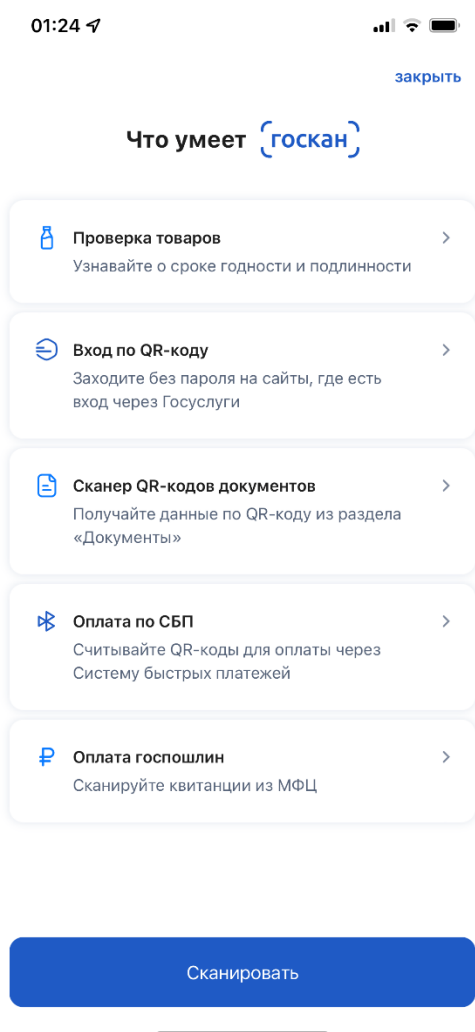 01:24
закрыть
Что умеет госкан
Проверка товаров
Узнавайте о сроке годности и подлинности
Вход по QR-коду
Заходите без пароля на сайты, где есть
вход через Госуслуги
Сканер QR-кодов документов
Получайте данные по QR-коду из раздела
«Документы»
Оплата по СБП
Считывайте QR-коды для оплаты через
Систему быстрых платежей
Оплата госпошлин
Сканируйте квитанции из МФЦ
Сканировать